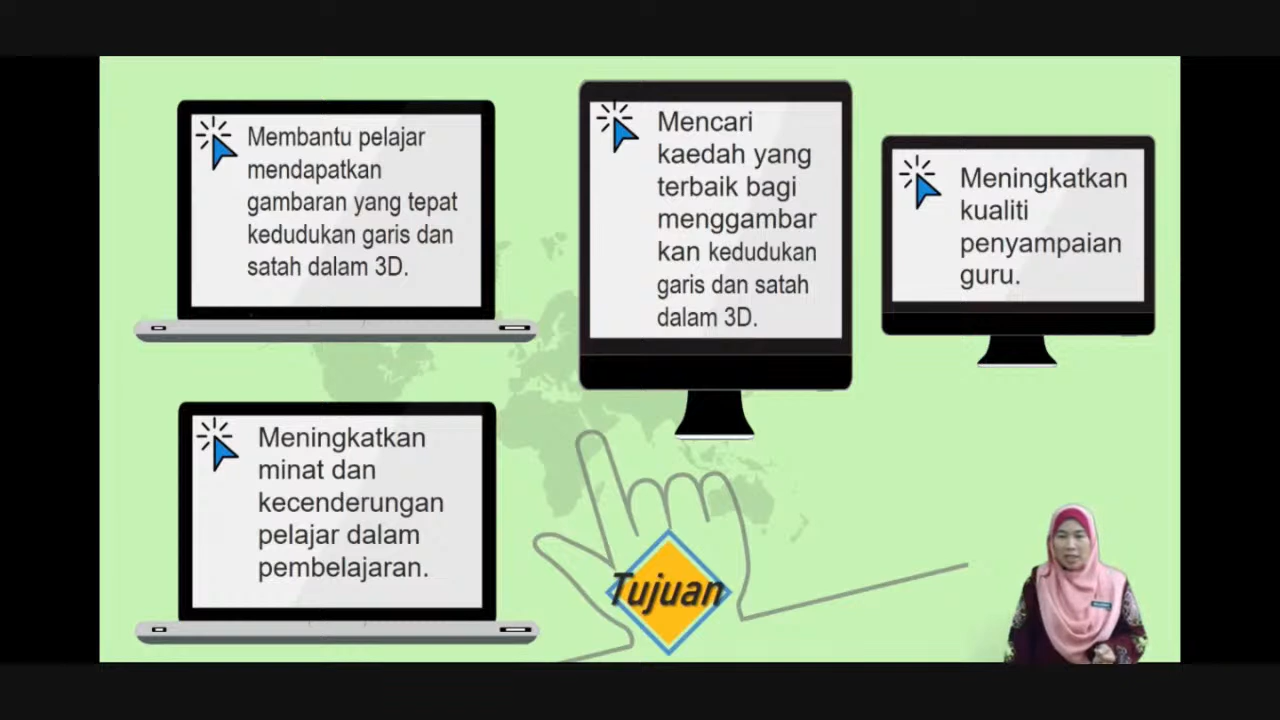 Membantu pelajar
mendapatkan
gambaran yang tepat
kedudukan garis dan
satah dalam 3D.
Mencari
kaedah yang
terbaik bagi
menggambar
kan kedudukan
garis dan satah
dalam 3D.
Meningkatkan
kualiti
penyampaian
guru.
Meningkatkan
minat dan
kecenderungan
pelajar dalam
pembelajaran.
Tujuan